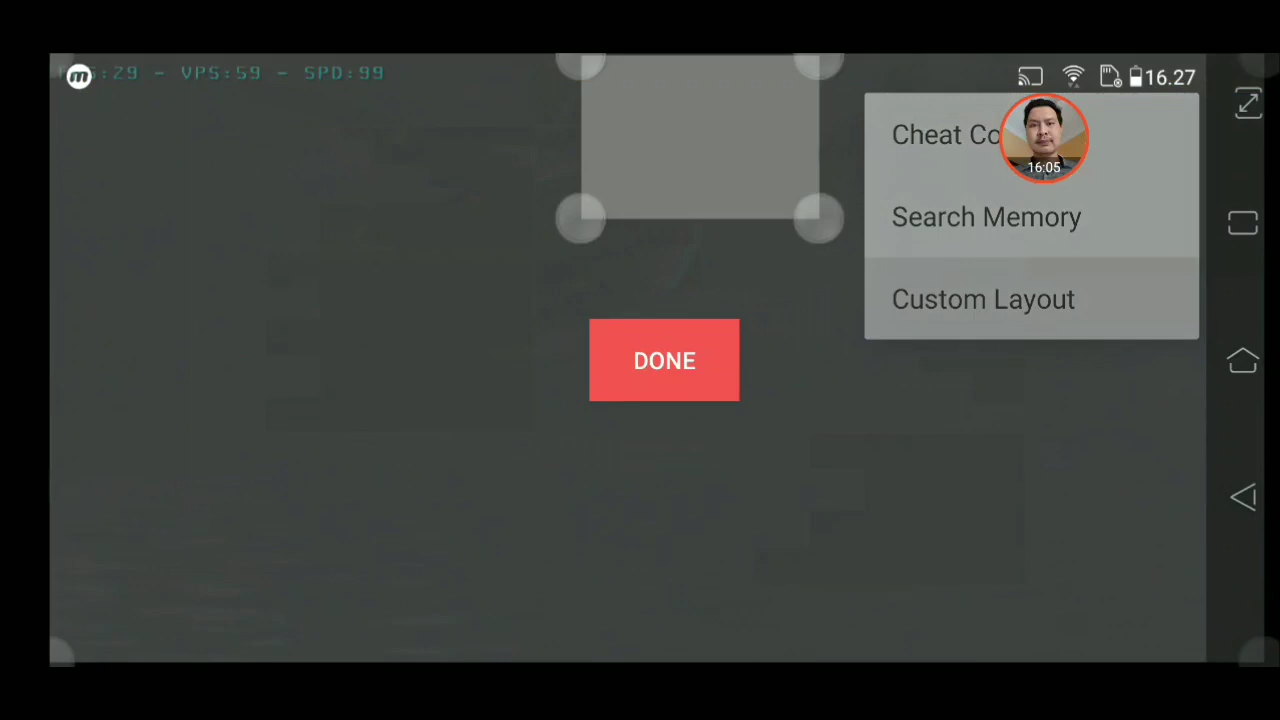 :29 - VPS:59 - SPD:99
16.27
Cheat Co
16:05
Search Memory
Custom Layout
DONE